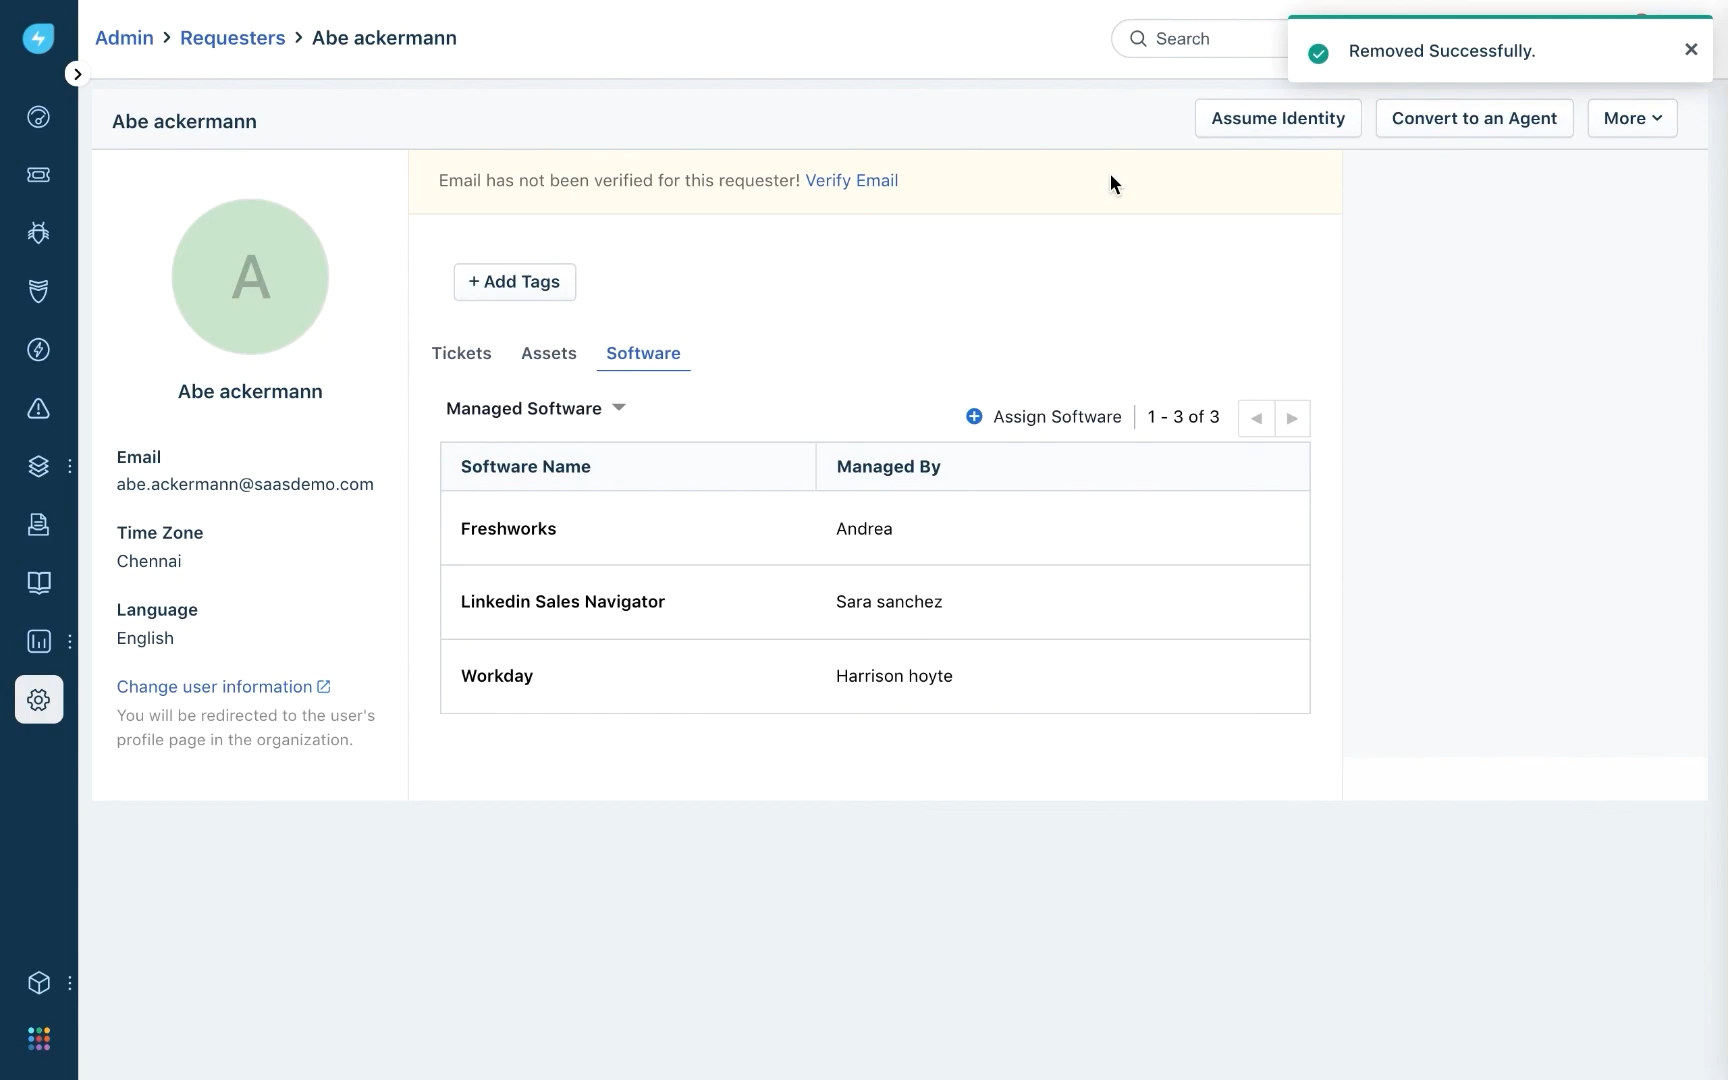 Admin > Requesters > Abe ackermann
Search
Removed Successfully.
Abe ackermann
Assume Identity
Convert to an Agent
More
Email has not been verified for this requester! Verify Email
A
+ Add Tags
Tickets
Assets
Software
Abe ackermann
Managed Software
Assign Software
1 - 3 of 3
Software Name
Managed By
Email
abe.ackermann@saasdemo.com
Freshworks
Andrea
Time Zone
Chennai
Linkedin Sales Navigator
Sara sanchez
Language
English
Workday
Harrison hoyte
Change user information
You will be redirected to the user's
profile page in the organization.